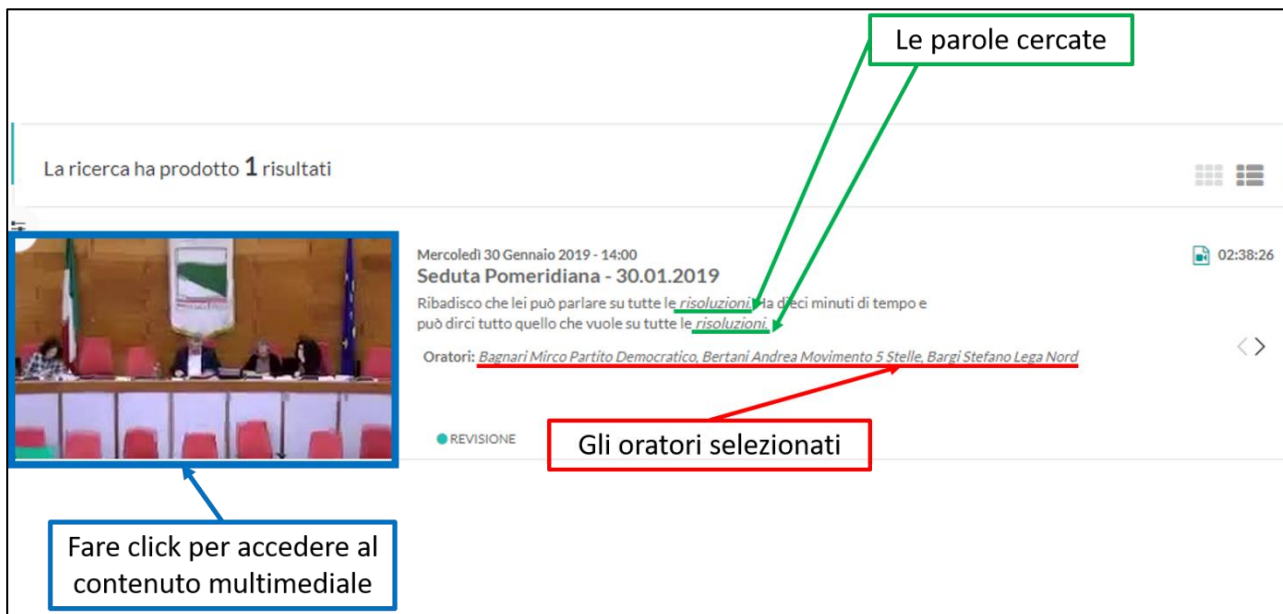 Le parole cercate
La ricerca ha prodotto 1 risultati
Mercoledì 30 Gennaio 2019 - 14:00
Seduta Pomeridiana - 30.01.2019
02:38:26
Ribadisco che lei può parlare su tutte le risoluzioni. Ha dieci minuti di tempo e
può dirci tutto quello che vuole su tutte le risoluzioni.
Oratori: Bagnari Mirco Partito Democratico, Bertani Andrea Movimento 5 Stelle, Bargi Stefano Lega Nord
REVISIONE
Gli oratori selezionati
Fare click per accedere al
contenuto multimediale